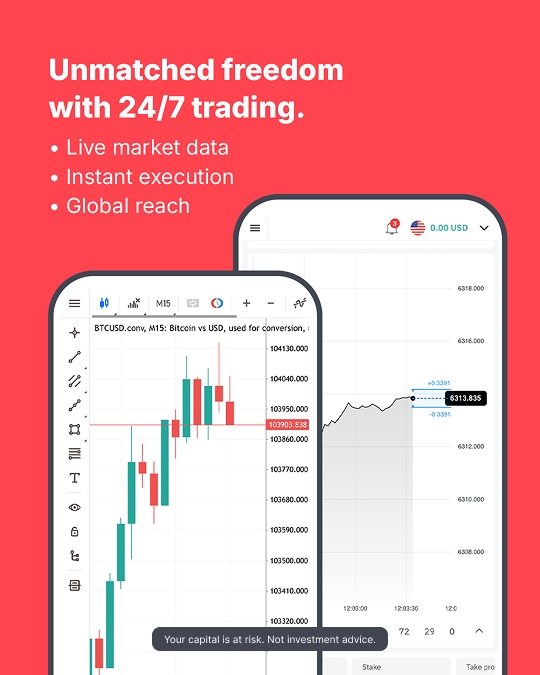 Unmatched freedom
with 24/7 trading.
• Live market data
• Instant execution
• Global reach
3
0.00 USD
6318.000
6316.000
+0.3391
6313.835
-0.3391
6312.000
6310.000
6308.000
12:03:00
12:03:30
12:0
72
29
0
Stake
Take pro
M15
BTCUSD.conv, M15: Bitcoin vs USD, used for conversion,
104130.000
104040.000
103950.000
103903.838
103860.000
103770.000
103680.000
103590.000
103500.000
103410.000
103320.000
T
Your capital is at risk. Not investment advice.